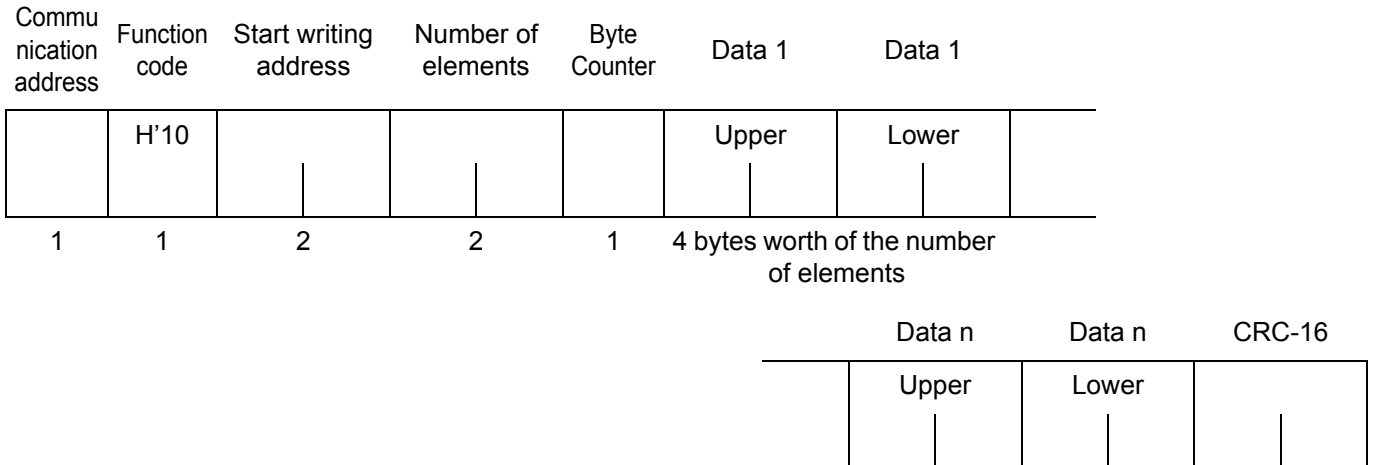 Commu
nication
address
Function
code
Start writing
address
Number of
elements
Byte
Counter
Data 1
Data 1
H'10
Upper
Lower
1
1
2
2
1
4 bytes worth of the number
of elements
Data n
Data n
CRC-16
Upper
Lower